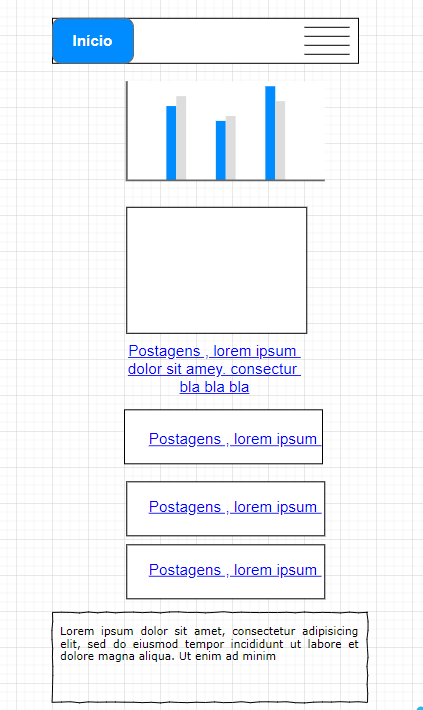 Início
Postagens , lorem ipsum
dolor sit amey. consectur
bla bla bla
Postagens , lorem ipsum
Postagens , lorem ipsum
Postagens , lorem ipsum
Lorem ipsum dolor sit amet, consectetur adipisicing
elit, sed do eiusmod tempor incididunt ut labore et
dolore magna aliqua. Ut enim ad minim